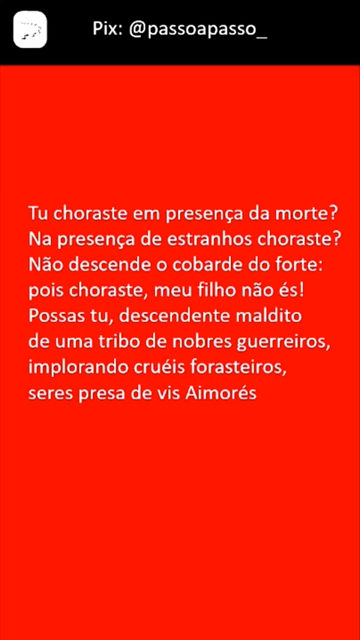 Pix: @passoapasso_
Tu choraste em presença da morte?
Na presença de estranhos choraste?
Não descende o cobarde do forte:
pois choraste, meu filho não és!
Possas tu, descendente maldito
de uma tribo de nobres guerreiros,
implorando cruéis forasteiros,
seres presa de vis Aimorés